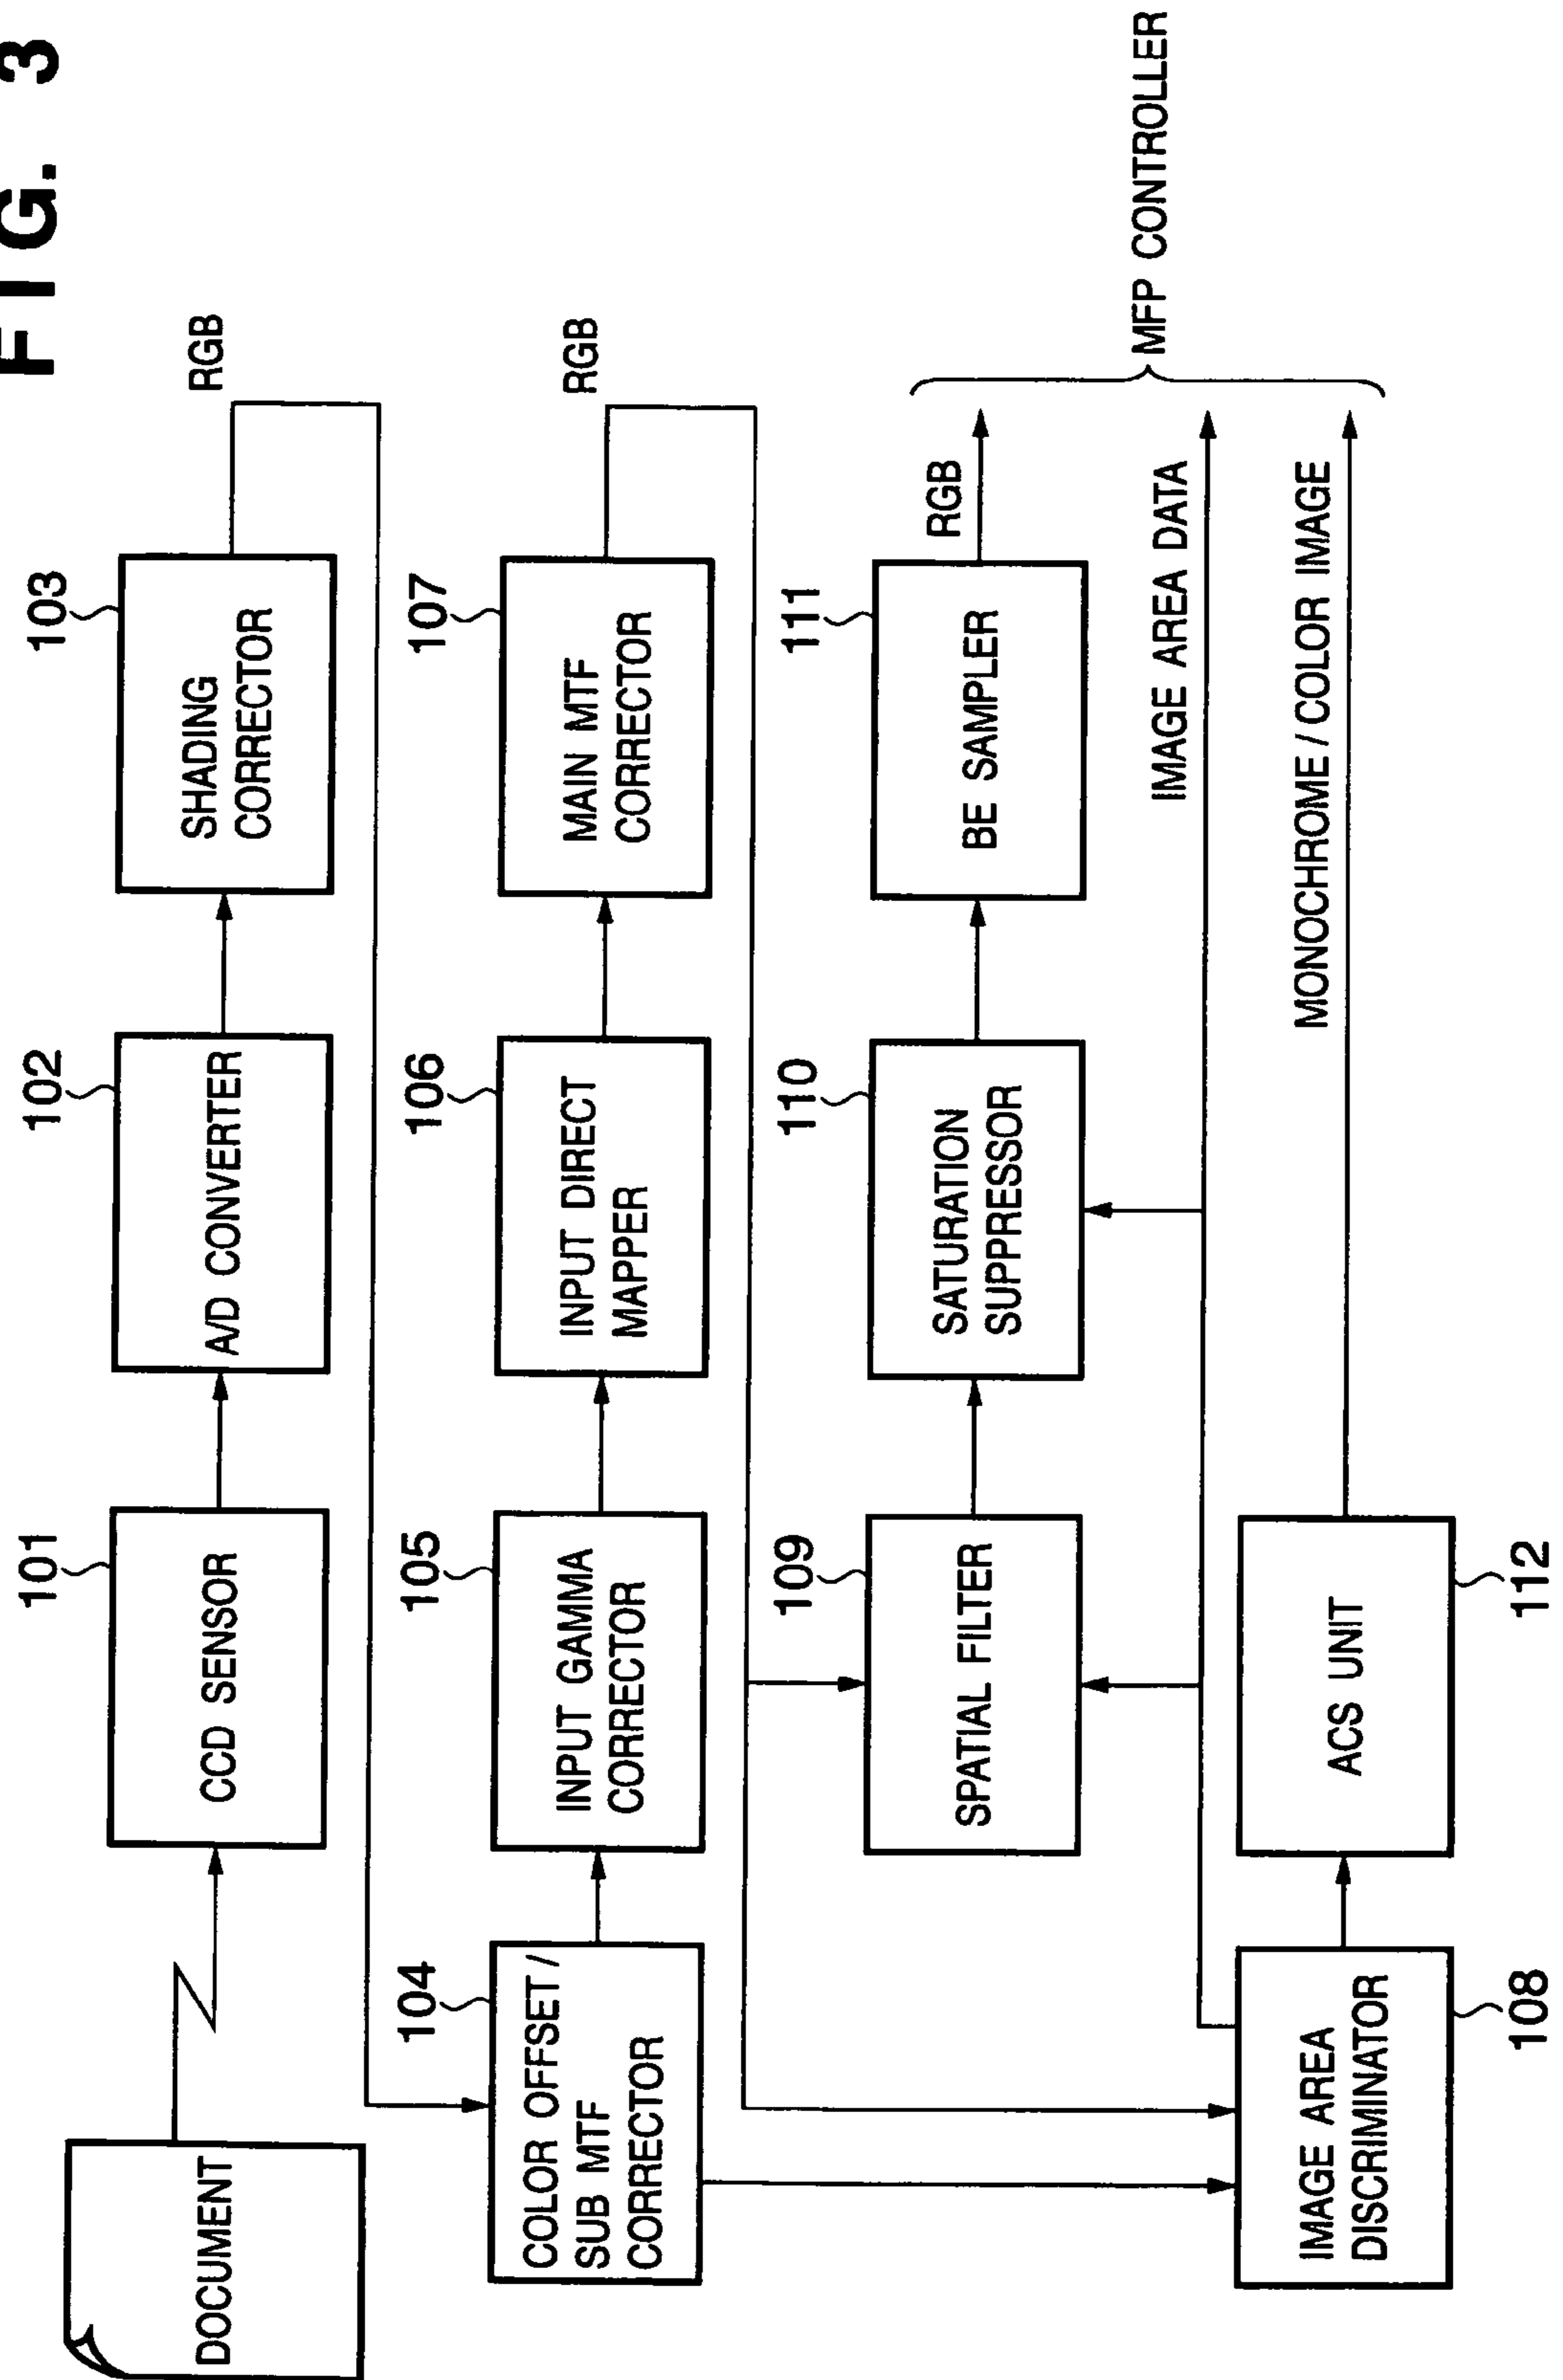 FIG. 3
DOCUMENT
101
CCD SENSOR
102
A/D CONVERTER
103
SHADING
CORRECTOR
RGB
104
COLOR OFFSET /
SUB MTF
CORRECTOR
105
INPUT GAMMA
CORRECTOR
106
INPUT DIRECT
MAPPER
107
MAIN MTF
CORRECTOR
RGB
109
SPATIAL FILTER
110
SATURATION
SUPPRESSOR
111
BE SAMPLER
RGB
IMAGE AREA DATA
MONOCHROME / COLOR IMAGE
MFP CONTROLLER
IMAGE AREA
DISCRIMINATOR
108
ACS UNIT
112